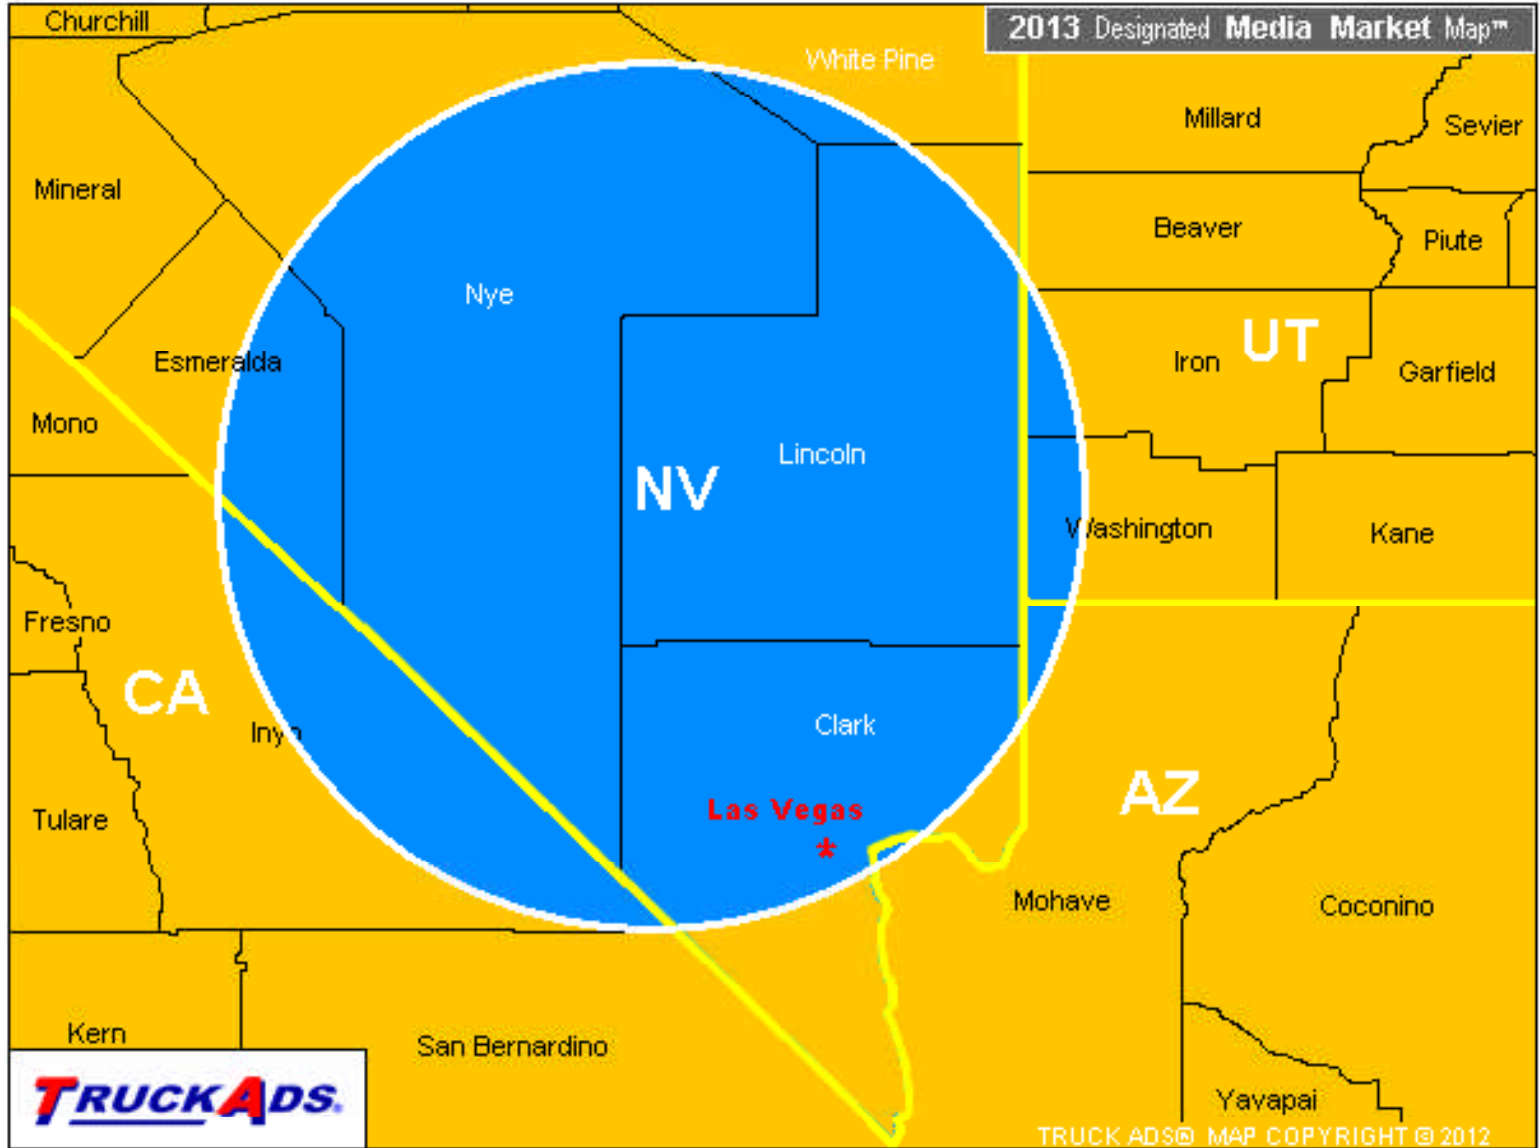 Churchill
2013 Designated Media Market Map™
White Pine
Millard
Sevier
Mineral
Beaver
Piute
Nye
UT
Esmeralda
Iron
Garfield
Mono
Lincoln
NV
Washington
Kane
Fresno
CA
Inyo
Clark
AZ
Las Vegas
*
Tulare
Mohave
Coconino
Kern
San Bernardino
TRUCKADS®
Yavapai
TRUCK ADS® MAP COPYRIGHT © 2012